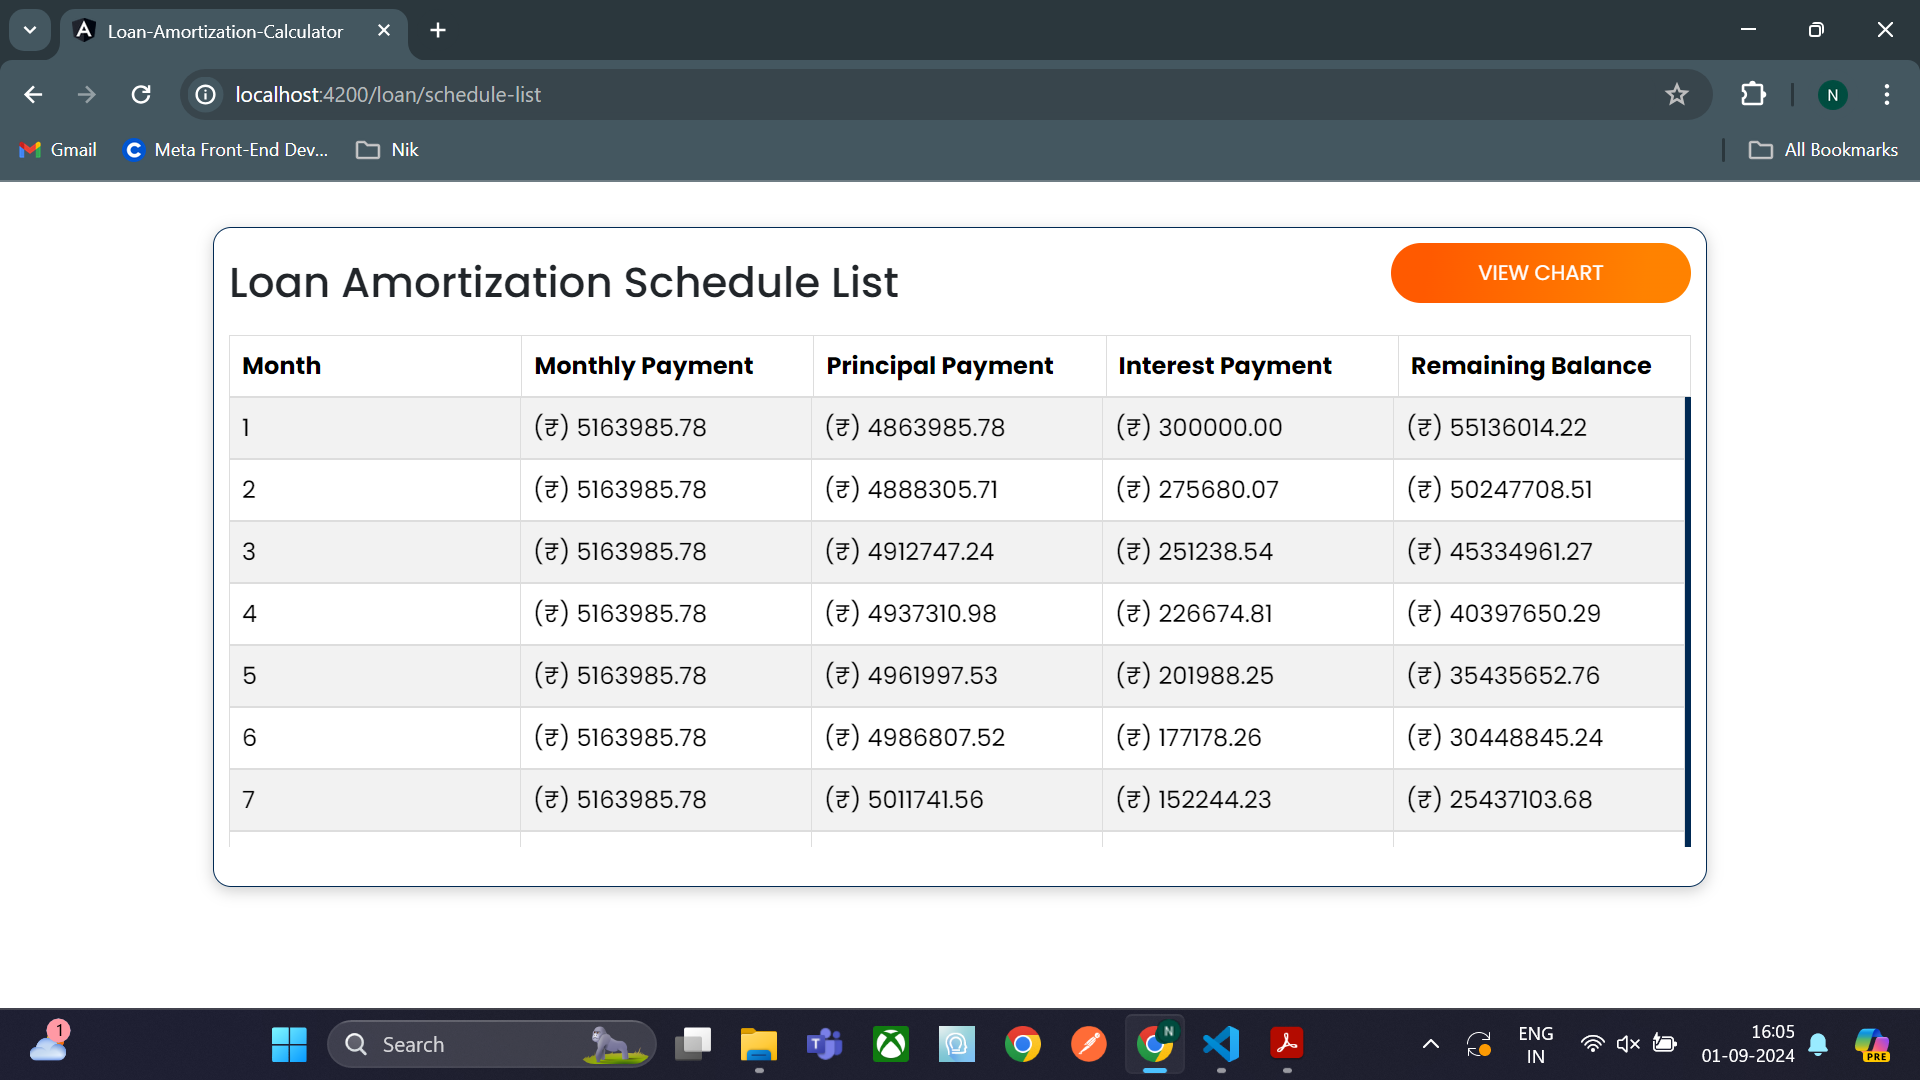 Loan-Amortization-Calculator
localhost:4200/loan/schedule-list
N
Gmail
Meta Front-End Dev...
Nik
All Bookmarks
Loan Amortization Schedule List
VIEW CHART
Month Monthly Payment Principal Payment Interest Payment Remaining Balance
1 (₹) 5163985.78 (₹) 4863985.78 (₹) 300000.00 (₹) 55136014.22
2 (₹) 5163985.78 (₹) 4888305.71 (₹) 275680.07 (₹) 50247708.51
3 (₹) 5163985.78 (₹) 4912747.24 (₹) 251238.54 (₹) 45334961.27
4 (₹) 5163985.78 (₹) 4937310.98 (₹) 226674.81 (₹) 40397650.29
5 (₹) 5163985.78 (₹) 4961997.53 (₹) 201988.25 (₹) 35435652.76
6 (₹) 5163985.78 (₹) 4986807.52 (₹) 177178.26 (₹) 30448845.24
7 (₹) 5163985.78 (₹) 5011741.56 (₹) 152244.23 (₹) 25437103.68
1
Search
N
ENG
IN
16:05
01-09-2024
PRE